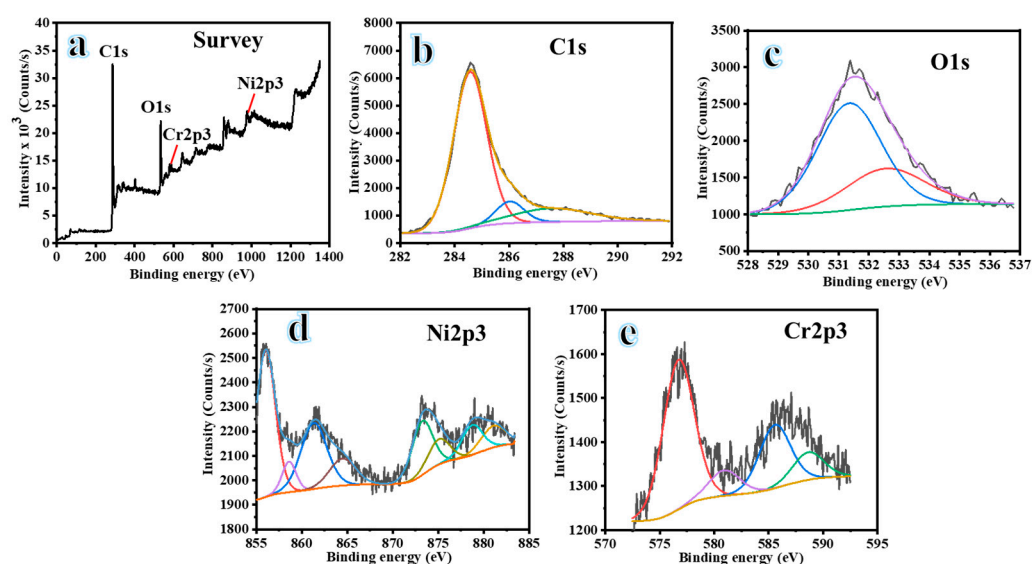 a
Survey
C1s
O1s
Cr2p3
Ni2p3
Intensity x 10³ (Counts/s)
40
35
30
25
20
15
10
5
0
0 200 400 600 800 1000 1200 1400
Binding energy (eV)
b
C1s
Intensity (Counts/s)
8000
7000
6000
5000
4000
3000
2000
1000
0
282 284 286 288 290 292
Binding energy (eV)
c
O1s
Intensity (Counts/s)
3500
3000
2500
2000
1500
1000
500
528 529 530 531 532 533 534 535 536 537
Binding energy (eV)
d
Ni2p3
Intensity (Counts/s)
2700
2600
2500
2400
2300
2200
2100
2000
1900
1800
855 860 865 870 875 880 885
Binding energy (eV)
e
Cr2p3
Intensity (Counts/s)
1700
1600
1500
1400
1300
1200
570 575 580 585 590 595
Binding energy (eV)